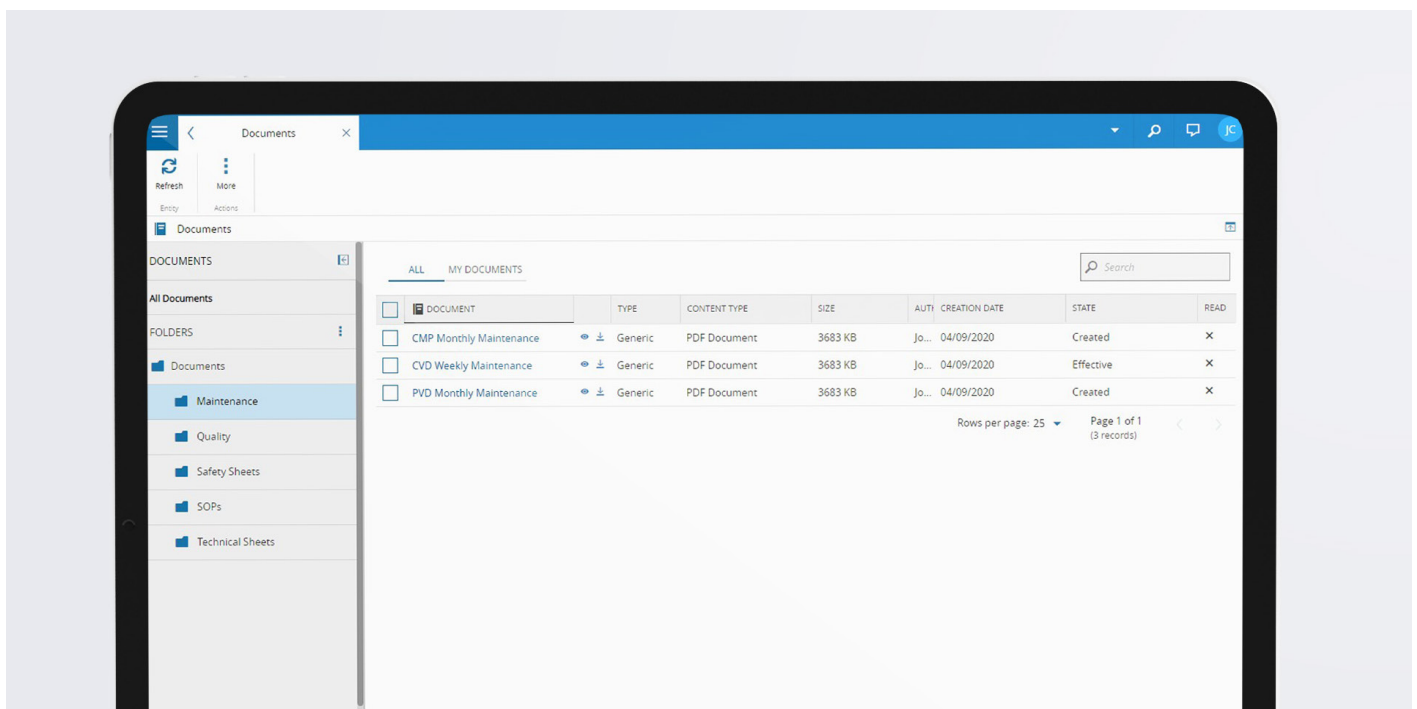 Documents
JC
Refresh
More
Entity
Actions
Documents
DOCUMENTS
All Documents
FOLDERS
Documents
Maintenance
Quality
Safety Sheets
SOPs
Technical Sheets
ALL MY DOCUMENTS
Search
DOCUMENT TYPE CONTENT TYPE SIZE AUTH CREATION DATE STATE READ
CMP Monthly Maintenance Generic PDF Document 3683 KB Jo... 04/09/2020 Created
CVD Weekly Maintenance Generic PDF Document 3683 KB Jo... 04/09/2020 Effective
PVD Monthly Maintenance Generic PDF Document 3683 KB Jo... 04/09/2020 Created
Rows per page: 25 Page 1 of 1
(3 records)